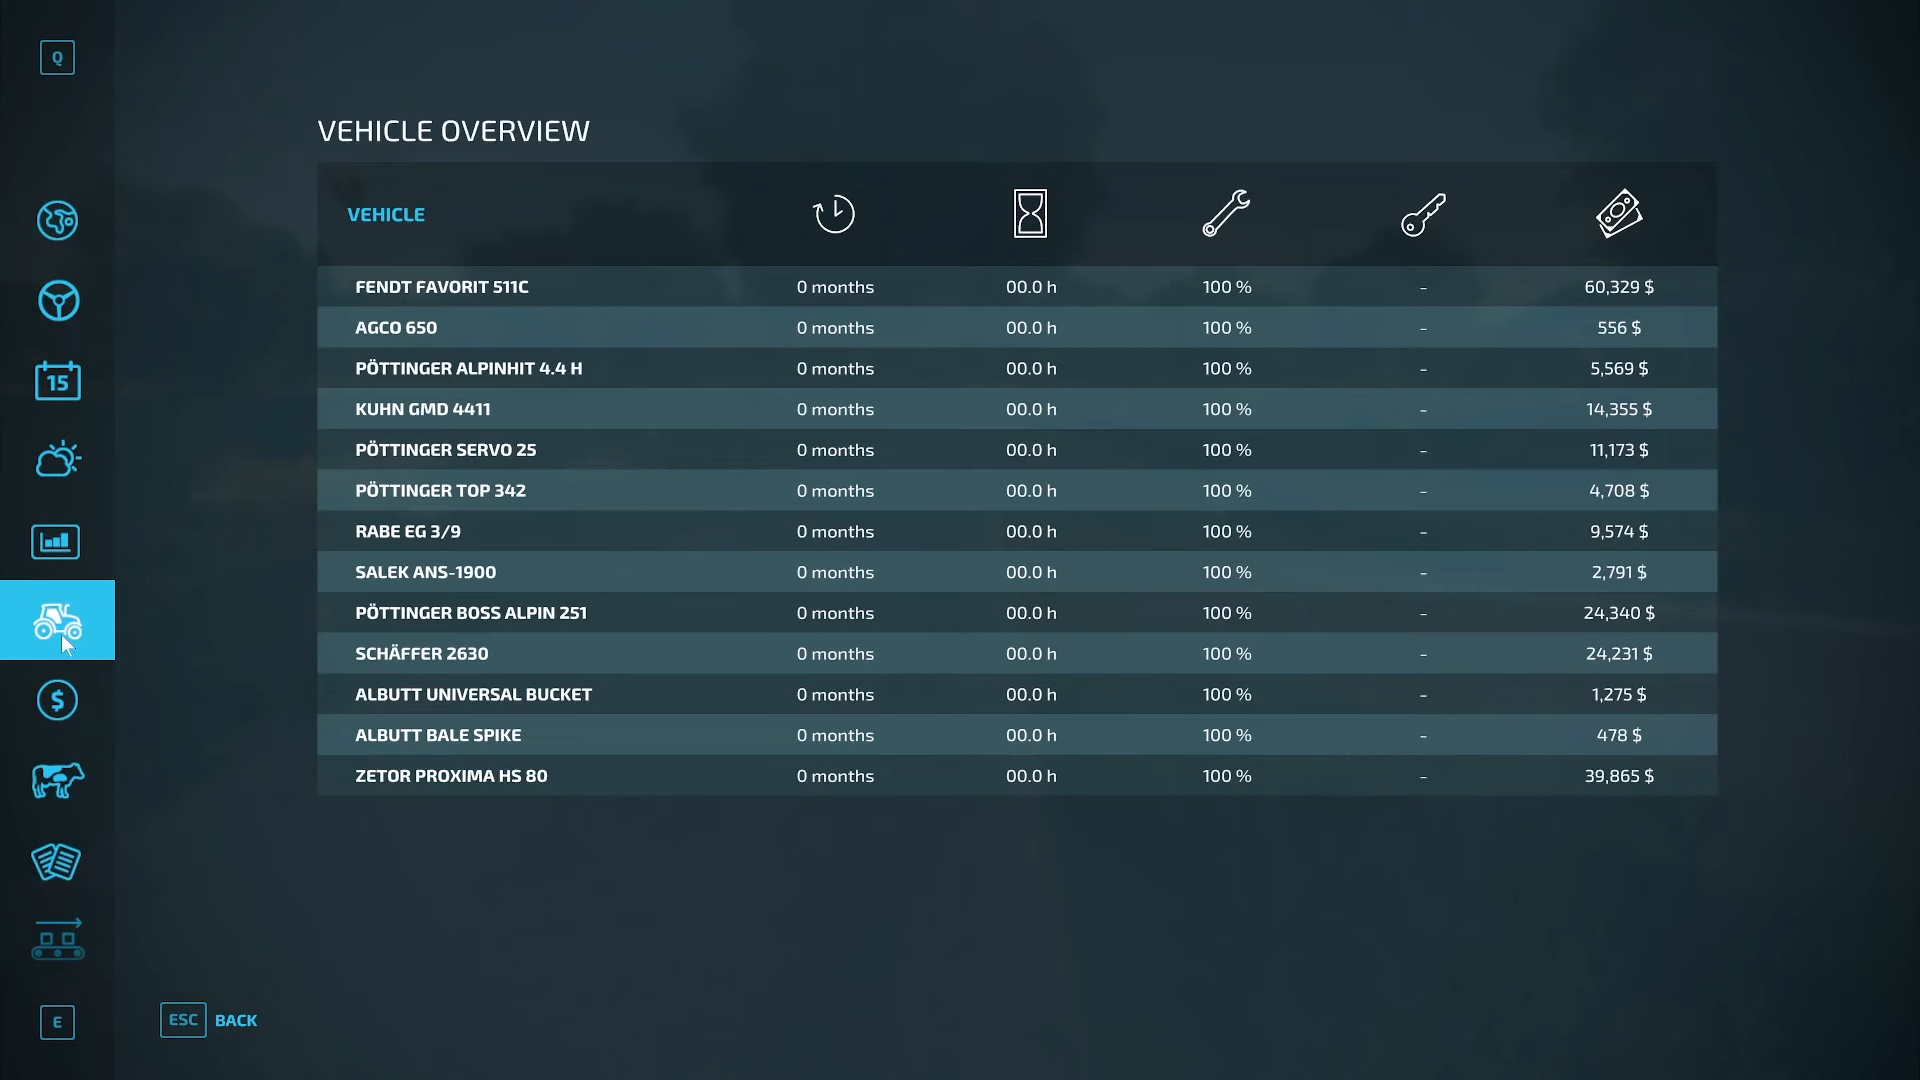 Q
VEHICLE OVERVIEW
VEHICLE
FENDT FAVORIT 511C 0 months 00.0 h 100 % - 60,329 $
AGCO 650 0 months 00.0 h 100 % - 556 $
PÖTTINGER ALPINHIT 4.4 H 0 months 00.0 h 100 % - 5,569 $
KUHN GMD 4411 0 months 00.0 h 100 % - 14,355 $
PÖTTINGER SERVO 25 0 months 00.0 h 100 % - 11,173 $
PÖTTINGER TOP 342 0 months 00.0 h 100 % - 4,708 $
RABE EG 3/9 0 months 00.0 h 100 % - 9,574 $
SALEK ANS-1900 0 months 00.0 h 100 % - 2,791 $
PÖTTINGER BOSS ALPIN 251 0 months 00.0 h 100 % - 24,340 $
SCHÄFFER 2630 0 months 00.0 h 100 % - 24,231 $
ALBUTT UNIVERSAL BUCKET 0 months 00.0 h 100 % - 1,275 $
ALBUTT BALE SPIKE 0 months 00.0 h 100 % - 478 $
ZETOR PROXIMA HS 80 0 months 00.0 h 100 % - 39,865 $
15
$
E
ESC BACK